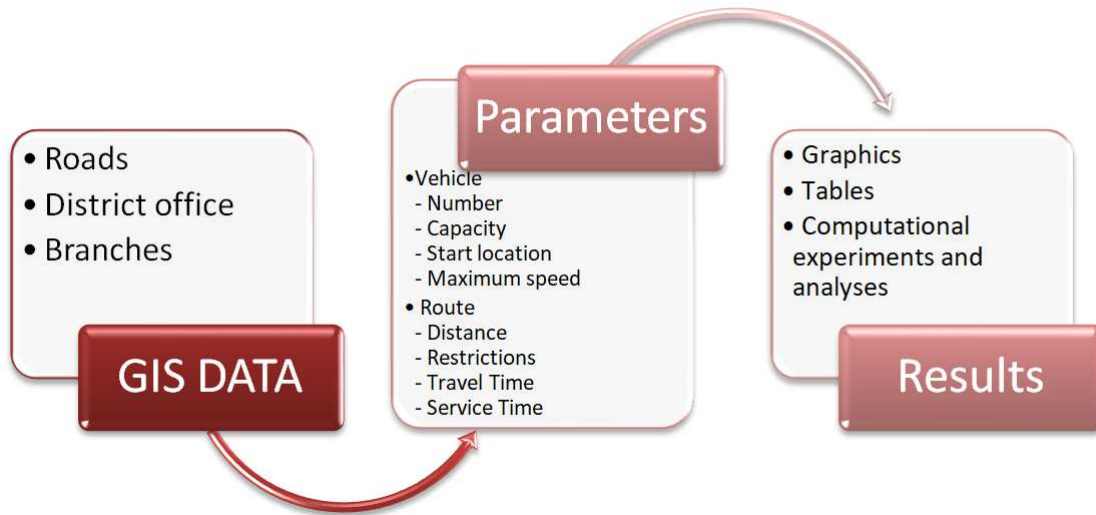 • Roads
• District office
• Branches
GIS DATA
Parameters
•Vehicle
- Number
- Capacity
- Start location
- Maximum speed
• Route
- Distance
- Restrictions
- Travel Time
- Service Time
• Graphics
• Tables
• Computational
experiments and
analyses
Results